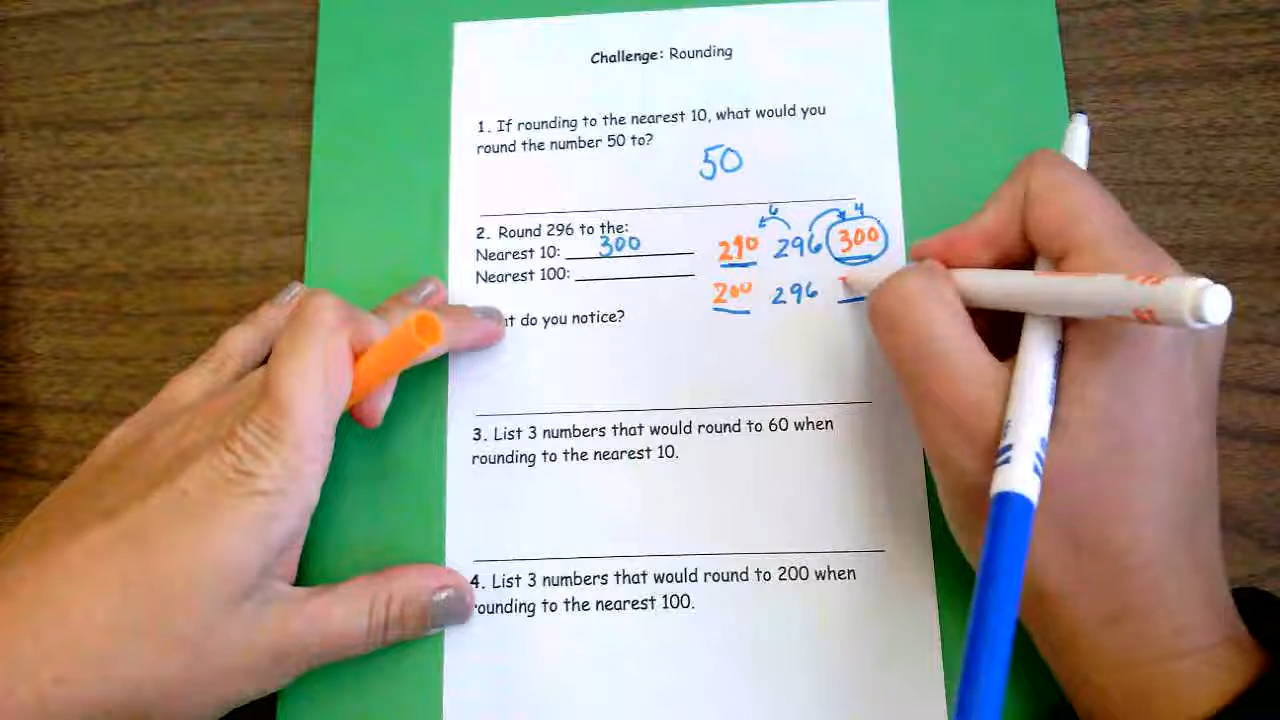 Challenge: Rounding
1. If rounding to the nearest 10, what would you
round the number 50 to?
50
2. Round 296 to the:
Nearest 10: 300
Nearest 100:
6 4
290 296 300
200 296
do you notice?
3. List 3 numbers that would round to 60 when
rounding to the nearest 10.
4. List 3 numbers that would round to 200 when
rounding to the nearest 100.